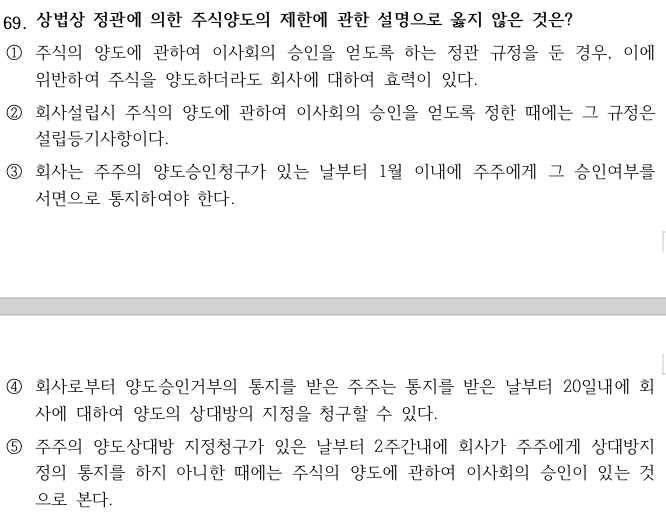 69. 상법상 정관에 의한 주식양도의 제한에 관한 설명으로 옳지 않은 것은?
① 주식의 양도에 관하여 이사회의 승인을 얻도록 하는 정관 규정을 둔 경우, 이에
위반하여 주식을 양도하더라도 회사에 대하여 효력이 있다.
② 회사설립시 주식의 양도에 관하여 이사회의 승인을 얻도록 정한 때에는 그 규정은
설립등기사항이다.
③ 회사는 주주의 양도승인청구가 있는 날부터 1월 이내에 주주에게 그 승인여부를
서면으로 통지하여야 한다.
④ 회사로부터 양도승인거부의 통지를 받은 주주는 통지를 받은 날부터 20일내에 회
사에 대하여 양도의 상대방의 지정을 청구할 수 있다.
⑤ 주주의 양도상대방 지정청구가 있은 날부터 2주간내에 회사가 주주에게 상대방지
정의 통지를 하지 아니한 때에는 주식의 양도에 관하여 이사회의 승인이 있는 것
으로 본다.